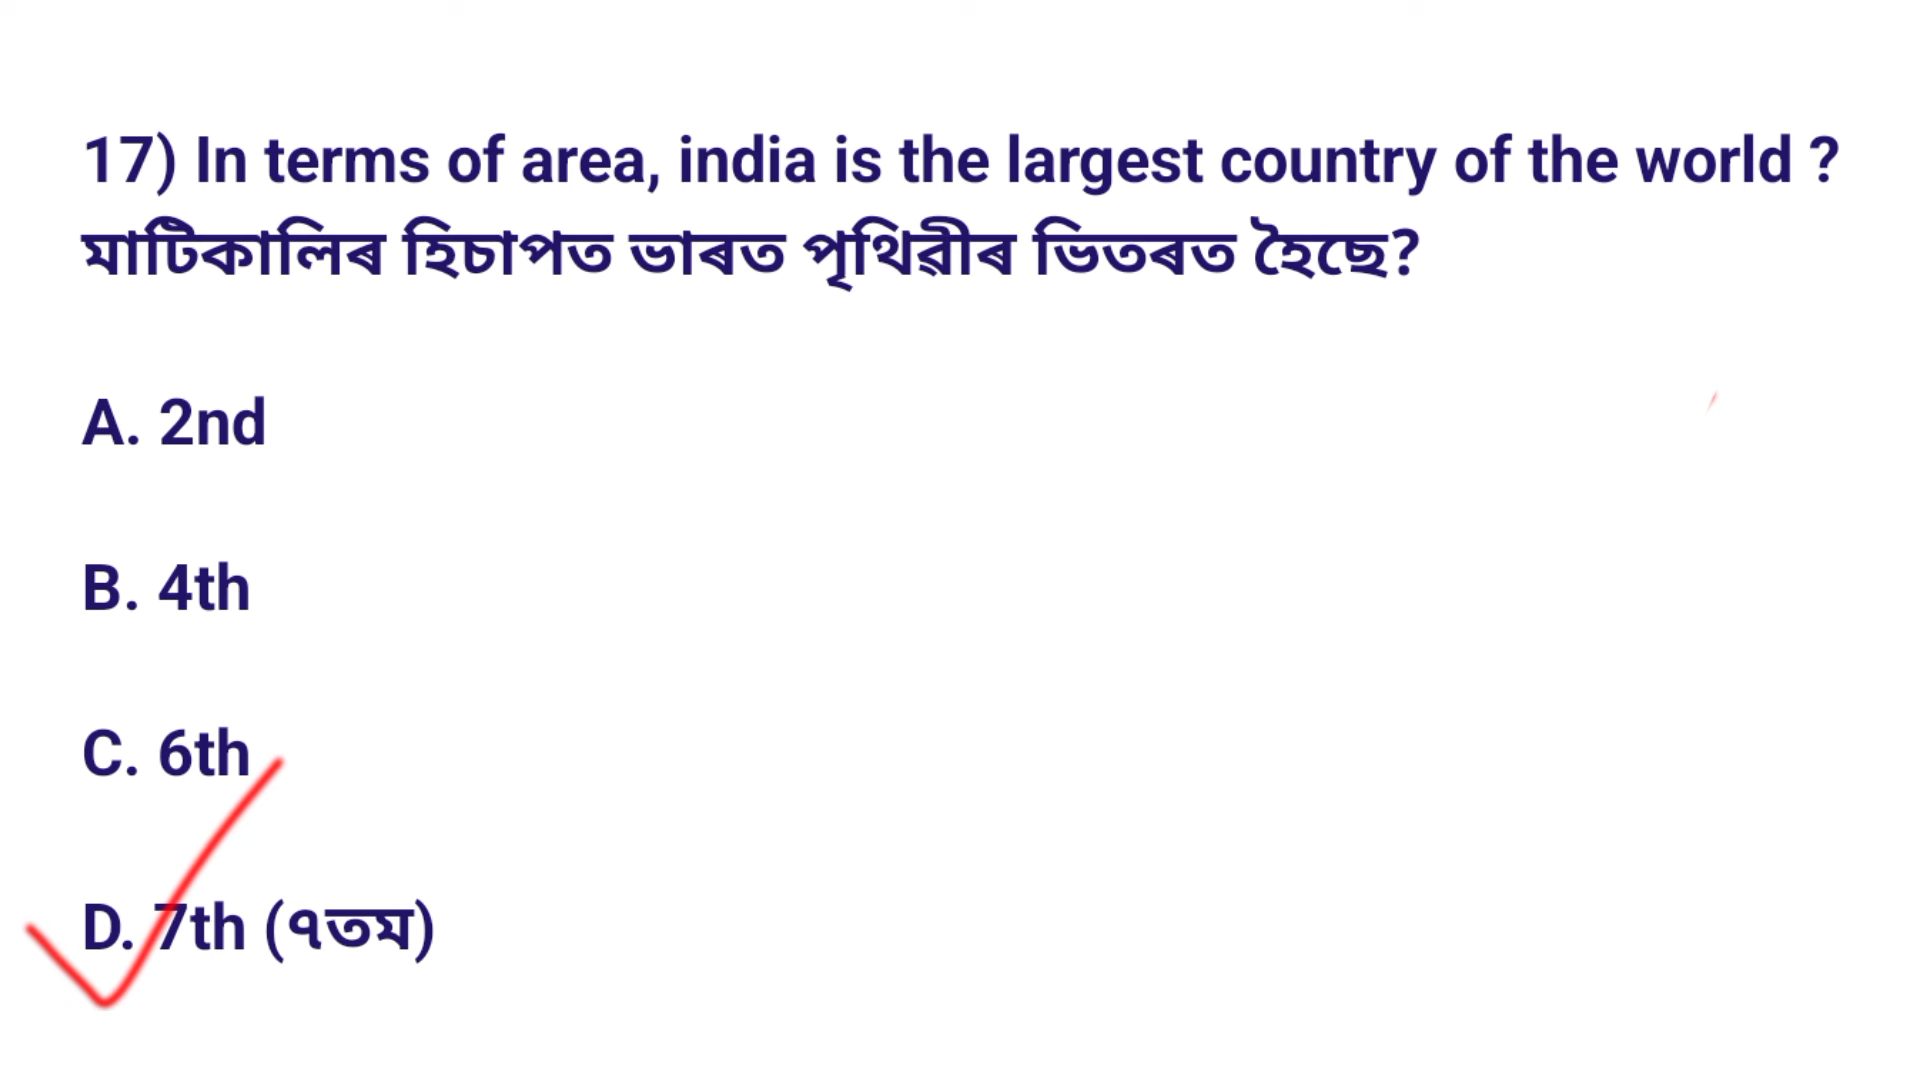 17) In terms of area, india is the largest country of the world ?
মাটিকালিৰ হিচাপত ভাৰত পৃথিৱীৰ ভিতৰত হৈছে?
A. 2nd
B. 4th
C. 6th
D. 7th (৭তম)